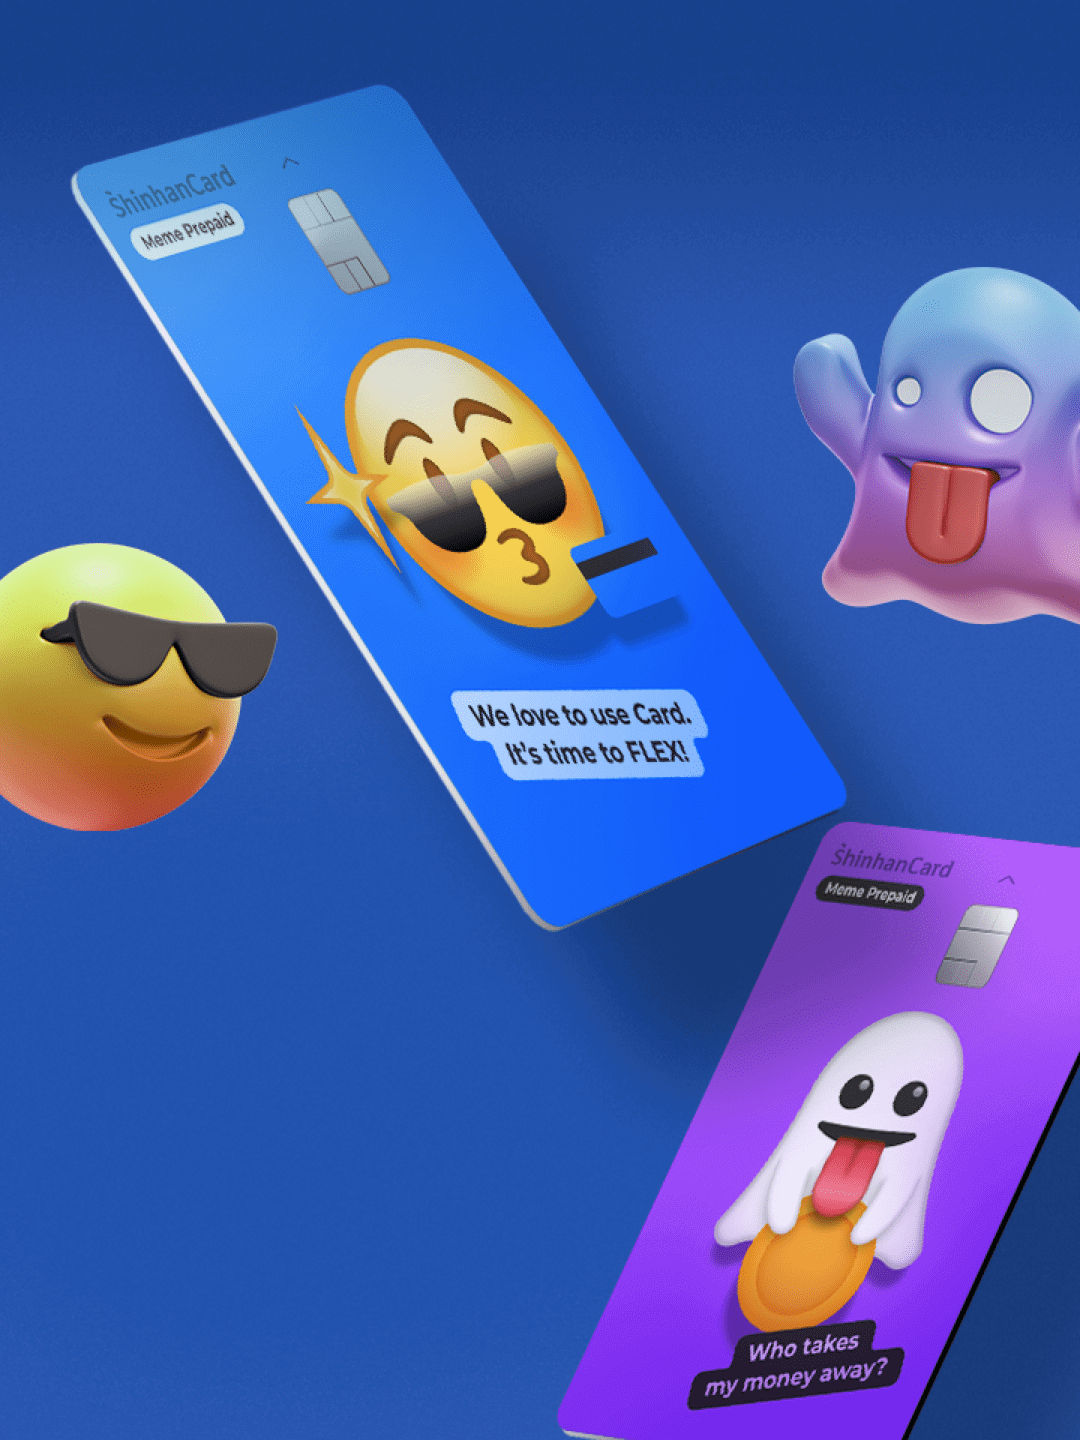 ShinhanCard
Meme Prepaid
We love to use Card.
It's time to FLEX!
ShinhanCard
Meme Prepaid
Who takes
my money away?